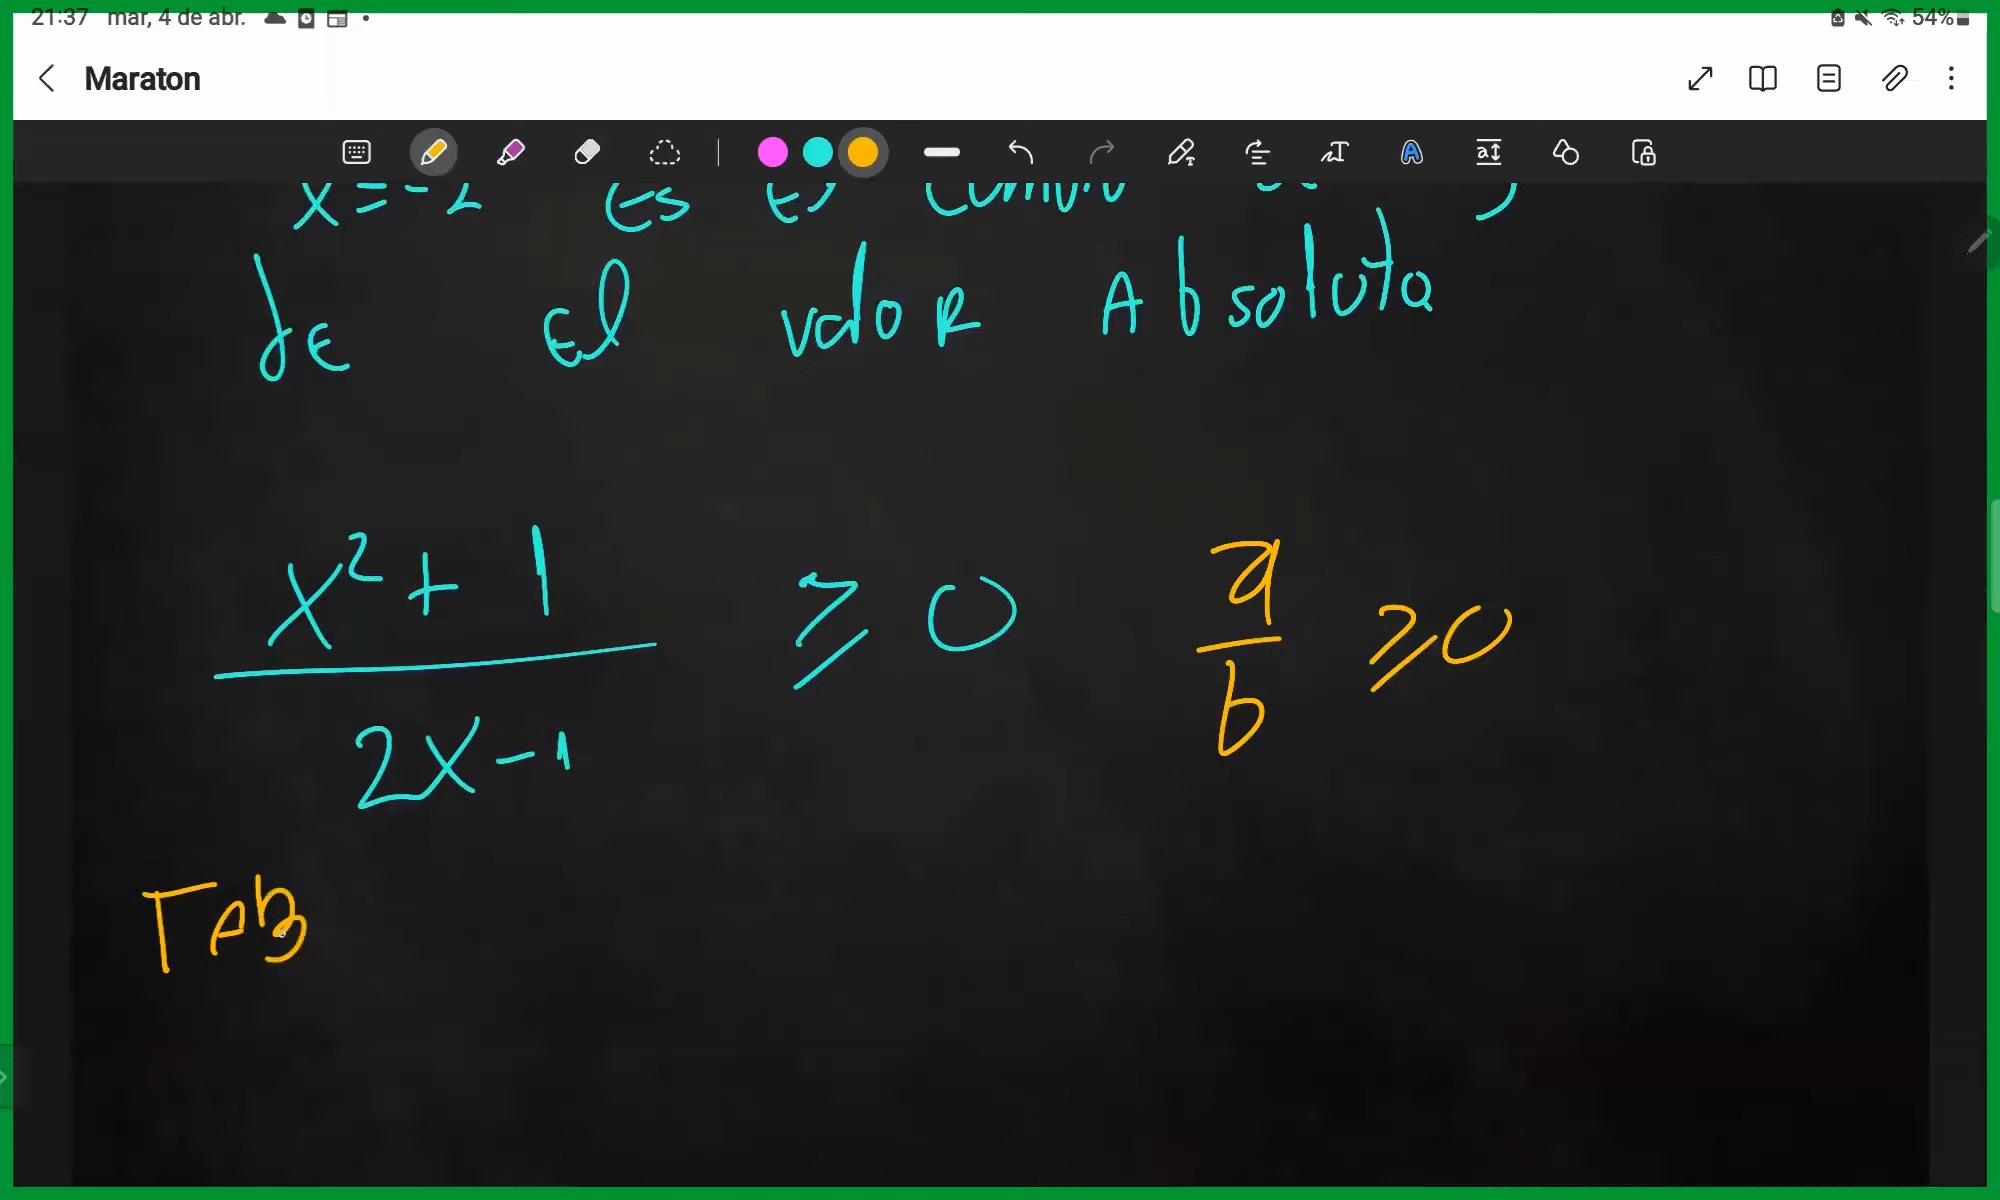 21:37 mar, 4 de abr. 54%
Maraton
x = -2 Es El
de El valor Absoluto
x² + 1 / 2x - 1 ≥ 0
a / b ≥ 0
TAB